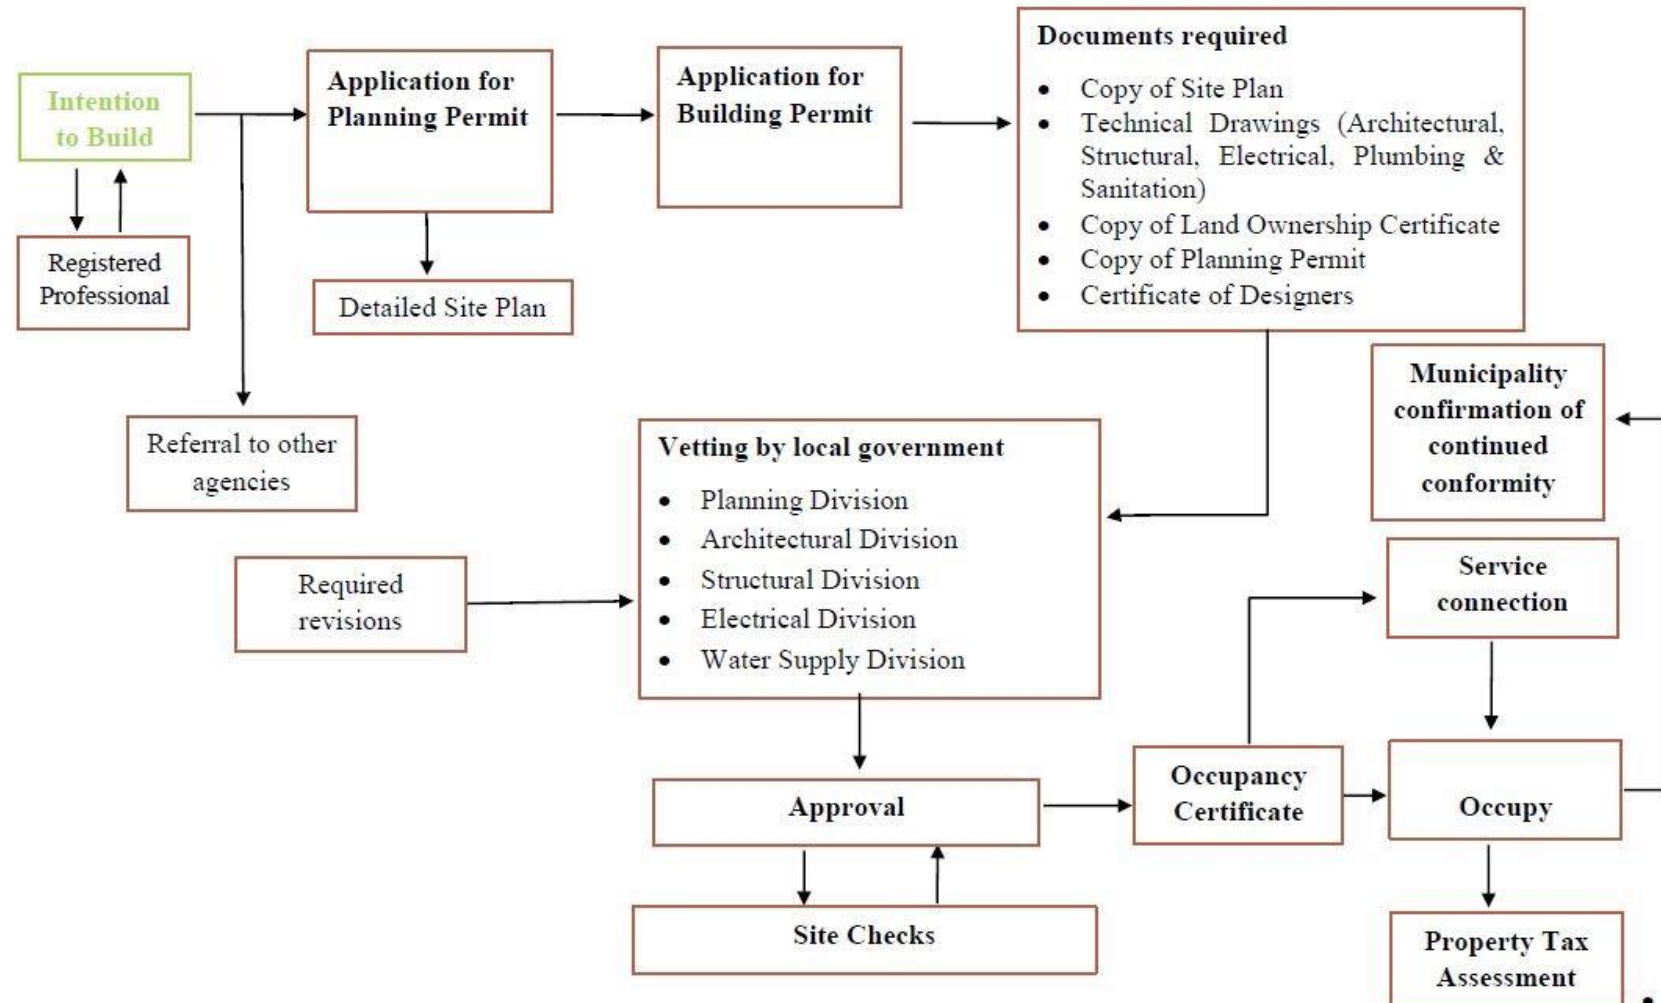 Intention
to Build
Registered
Professional
Application for
Planning Permit
Detailed Site Plan
Referral to other
agencies
Application for
Building Permit
Documents required
• Copy of Site Plan
• Technical Drawings (Architectural,
Structural, Electrical, Plumbing &
Sanitation)
• Copy of Land Ownership Certificate
• Copy of Planning Permit
• Certificate of Designers
Vetting by local government
• Planning Division
• Architectural Division
• Structural Division
• Electrical Division
• Water Supply Division
Required
revisions
Approval
Site Checks
Occupancy
Certificate
Service
connection
Occupy
Municipality
confirmation of
continued
conformity
Property Tax
Assessment